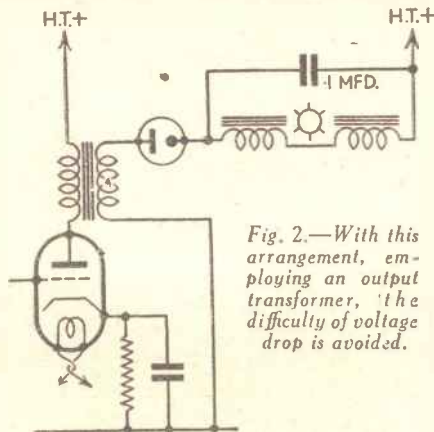 H.T.+
H.T.+
·1 MFD.
Fig. 2.—With this
arrangement, em-
ploying an output
transformer, the
difficulty of voltage
drop is avoided.